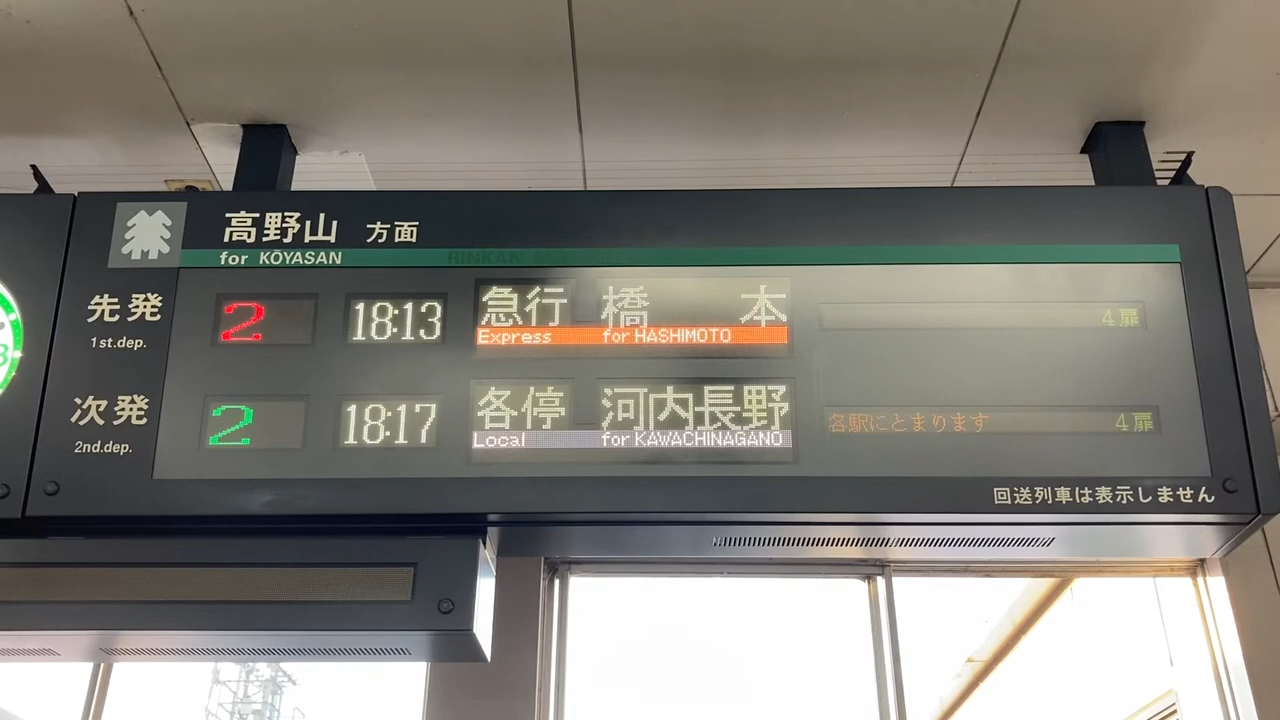 高野山 方面
for KŌYASAN RINKAN
先発 2 18:13 急行 橋本 4扉
1st.dep. Express for HASHIMOTO
次発 2 18:17 各停 河内長野 各駅にとまります 4扉
2nd.dep. Local for KAWACHINAGANO
回送列車は表示しません